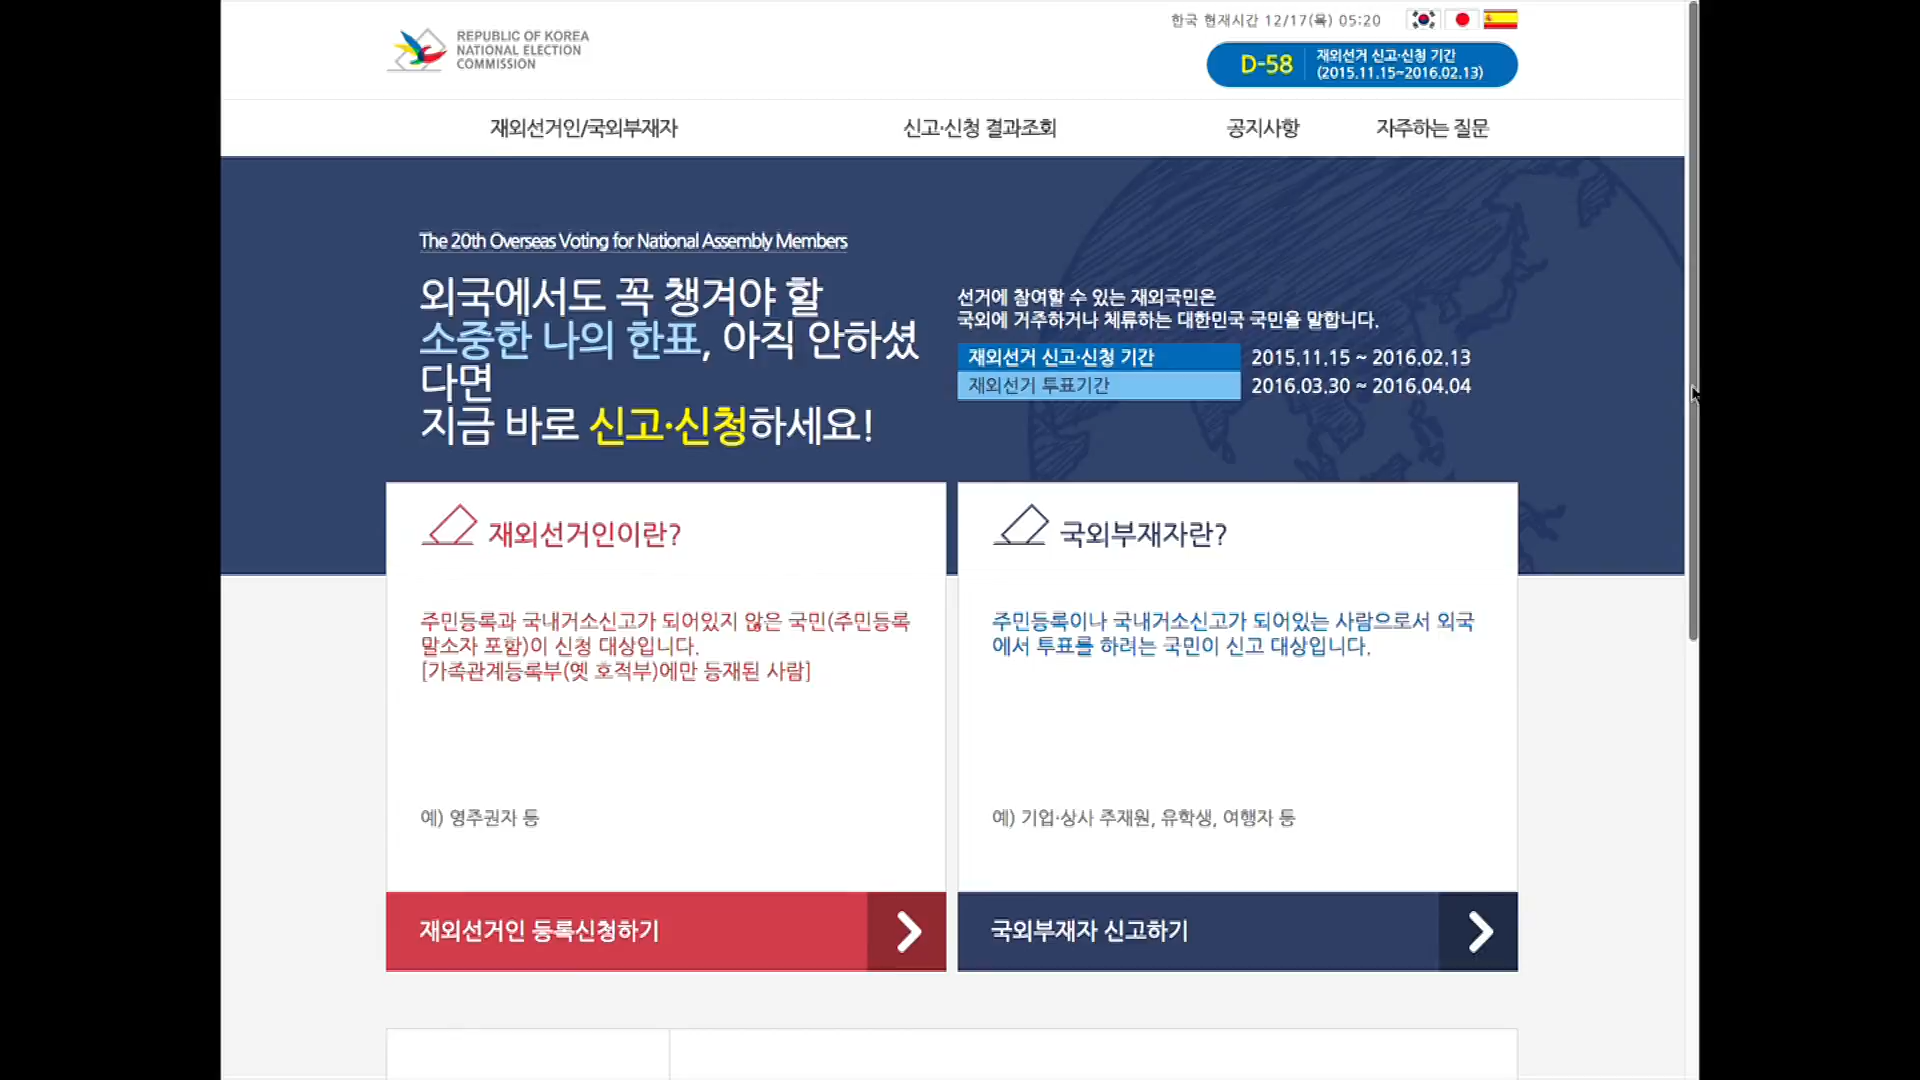 REPUBLIC OF KOREA
NATIONAL ELECTION
COMMISSION
한국 현재시간 12/17(목) 05:20
D-58
재외선거 신고·신청 기간
(2015.11.15~2016.02.13)
재외선거인/국외부재자
신고·신청 결과조회
공지사항
자주하는 질문
The 20th Overseas Voting for National Assembly Members
외국에서도 꼭 챙겨야 할
소중한 나의 한표, 아직 안하셨
다면
지금 바로 신고·신청하세요!
선거에 참여할 수 있는 재외국민은
국외에 거주하거나 체류하는 대한민국 국민을 말합니다.
재외선거 신고·신청 기간 2015.11.15 ~ 2016.02.13
재외선거 투표기간 2016.03.30 ~ 2016.04.04
재외선거인이란?
주민등록과 국내거소신고가 되어있지 않은 국민(주민등록
말소자 포함)이 신청 대상입니다.
[가족관계등록부(옛 호적부)에만 등재된 사람]
예) 영주권자 등
재외선거인 등록신청하기
국외부재자란?
주민등록이나 국내거소신고가 되어있는 사람으로서 외국
에서 투표를 하려는 국민이 신고 대상입니다.
예) 기업·상사 주재원, 유학생, 여행자 등
국외부재자 신고하기